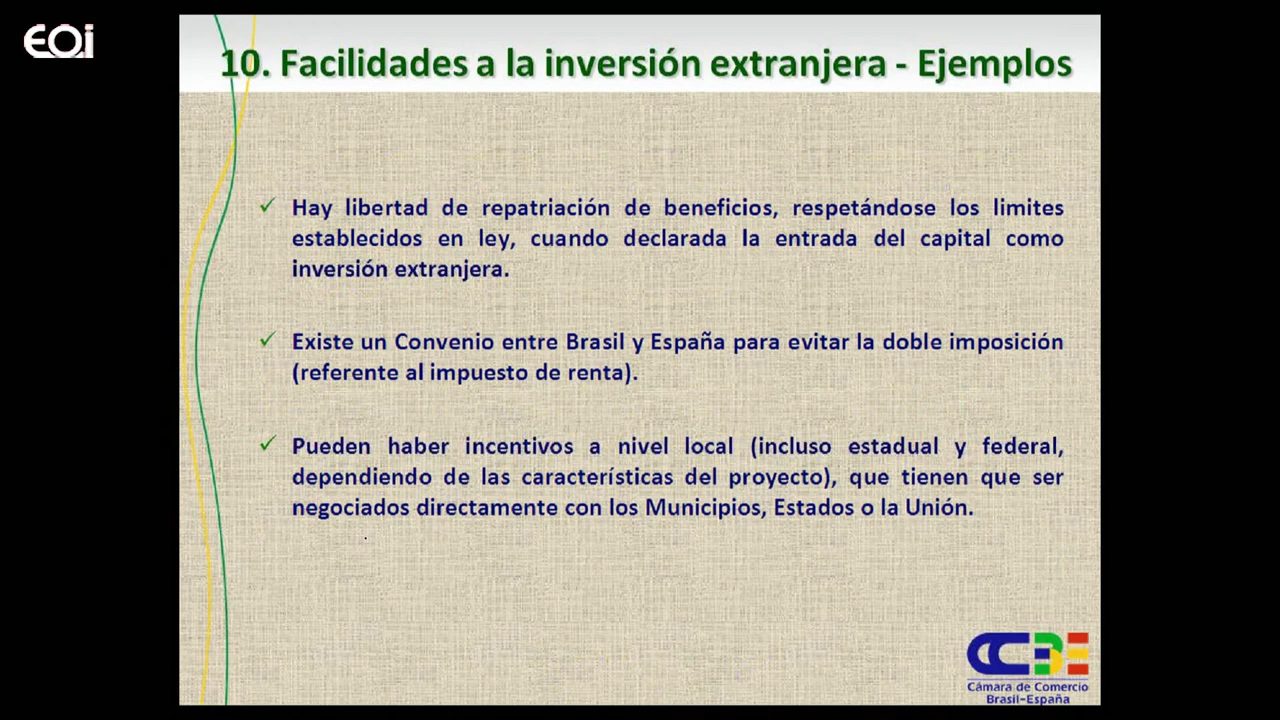 EOi
10. Facilidades a la inversión extranjera - Ejemplos
Hay libertad de repatriación de beneficios, respetándose los limites
establecidos en ley, cuando declarada la entrada del capital como
inversión extranjera.
Existe un Convenio entre Brasil y España para evitar la doble imposición
(referente al impuesto de renta).
Pueden haber incentivos a nivel local (incluso estadual y federal,
dependiendo de las características del proyecto), que tienen que ser
negociados directamente con los Municipios, Estados o la Unión.
CCBE
Cámara de Comercio
Brasil-España